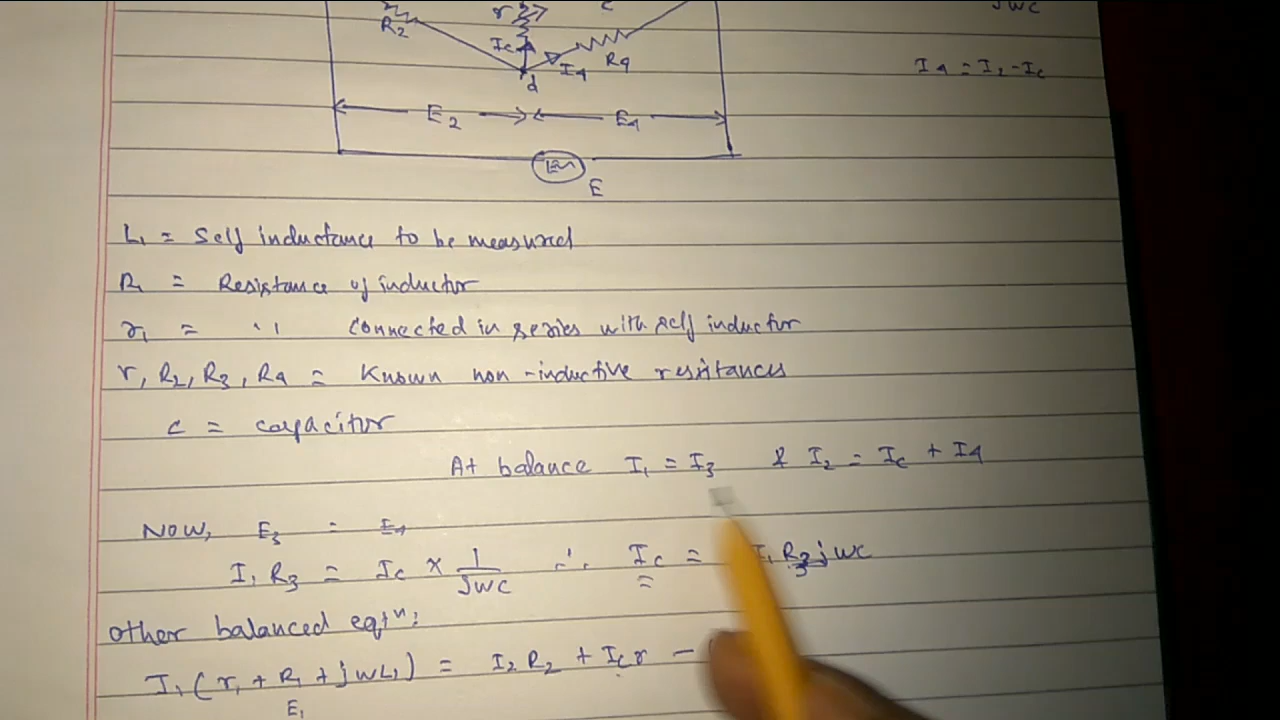 r c
R2 jwc
Ic I4 R4 I4 = I2 - Ic
d
E2 E4
E
L1 = Self inductance to be measured
R1 = Resistance of inductor
r1 = '' connected in series with self inductor
r, R2, R3, R4 = Known non-inductive resistances
c = capacitor
At balance I1 = I3 & I2 = Ic + I4
Now, E3 = E4
I1 R3 = Ic × 1/jwc ∴ Ic = I1 R3 jwc
other balanced eqtn:
I1 (r1 + R1 + jwL1) = I2 R2 + Ic r -
E1